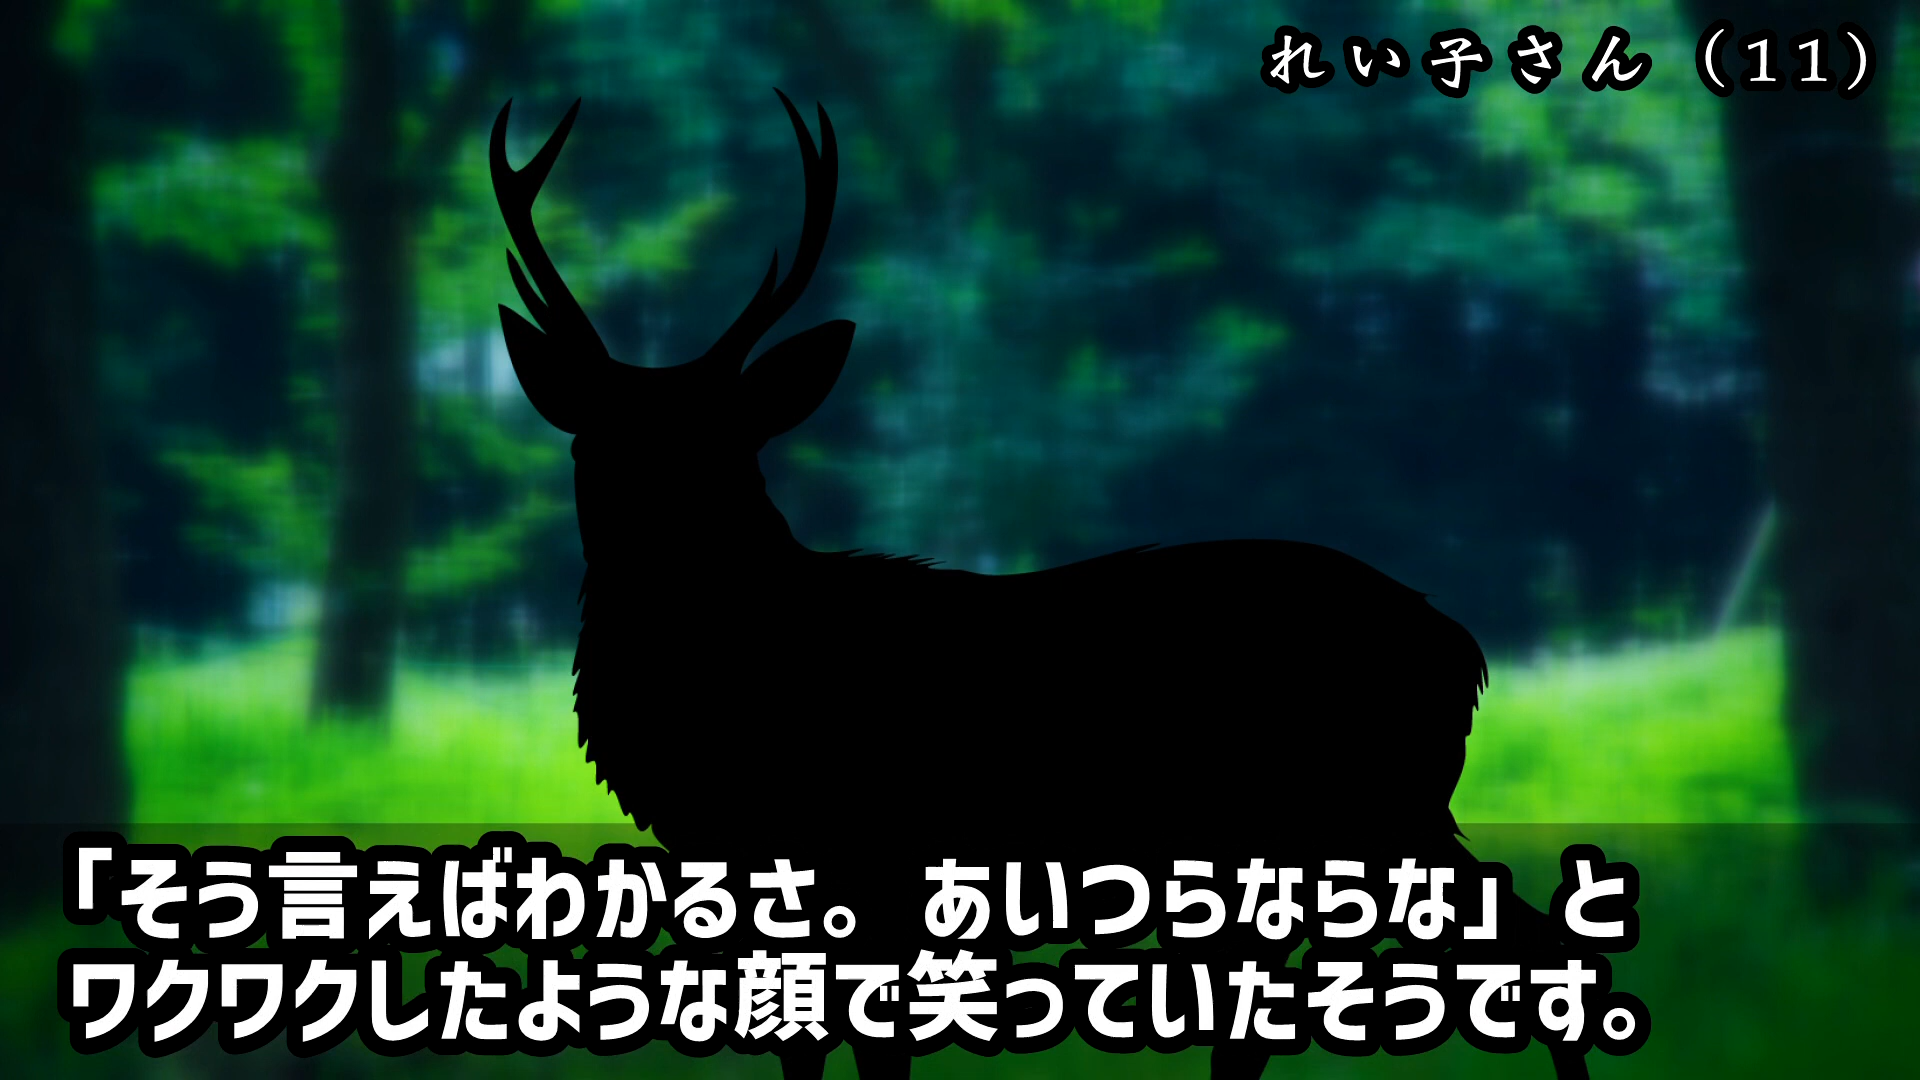 れい子さん（11）
「そう言えばわかるさ。あいつらならな」と
ワクワクしたような顔で笑っていたそうです。